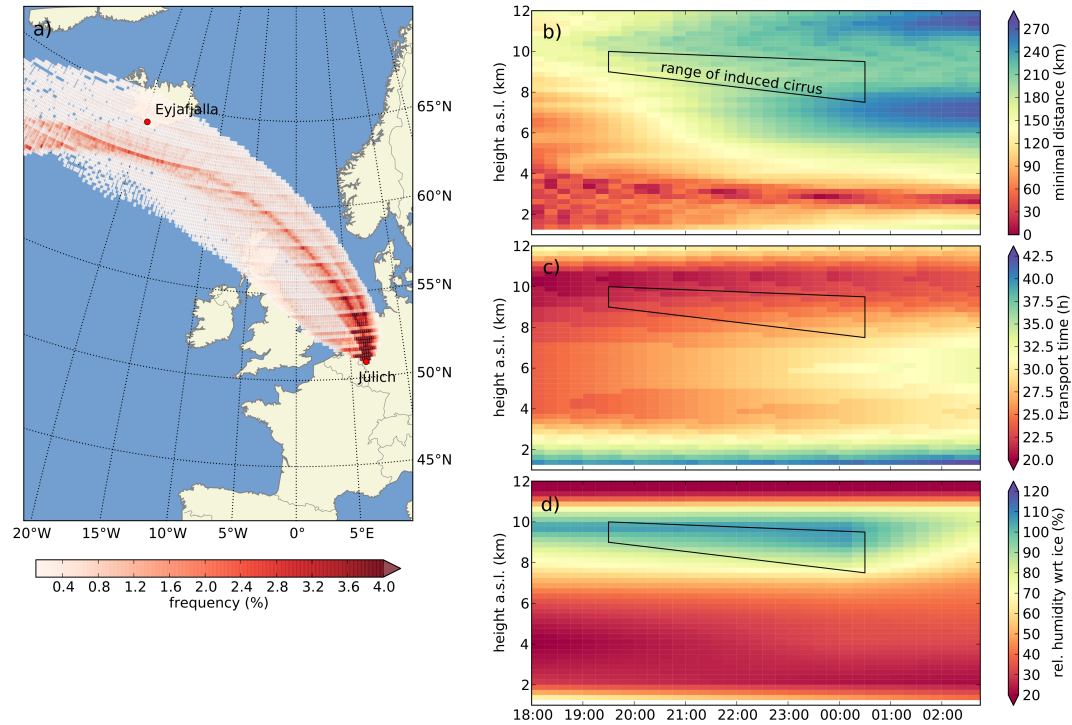 a)
Eyjafjalla
Jülich
65°N
60°N
55°N
50°N
45°N
20°W 15°W 10°W 5°W 0°E 5°E
0.4 0.8 1.2 1.6 2.0 2.4 2.8 3.2 3.6 4.0
frequency (%)
b)
range of induced cirrus
height a.s.l. (km)
12
10
8
6
4
2
270
240
210
180
150
120
90
60
30
0
minimal distance (km)
c)
height a.s.l. (km)
12
10
8
6
4
2
42.5
40.0
37.5
35.0
32.5
30.0
27.5
25.0
22.5
20.0
transport time (h)
d)
height a.s.l. (km)
12
10
8
6
4
2
18:00 19:00 20:00 21:00 22:00 23:00 00:00 01:00 02:00
120
110
100
90
80
70
60
50
40
30
20
rel. humidity wrt ice (%)